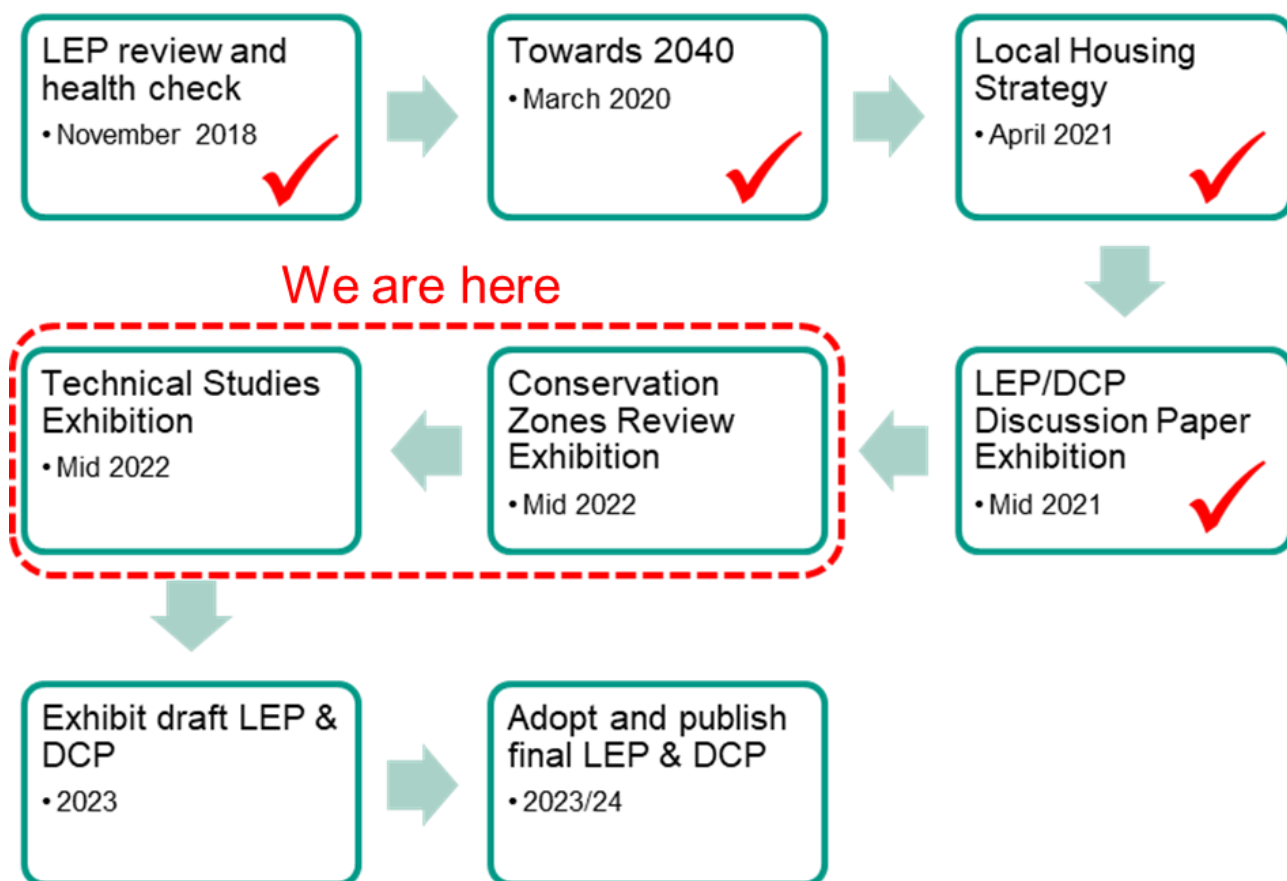 LEP review and
health check
• November 2018
Towards 2040
• March 2020
Local Housing
Strategy
• April 2021
We are here
Technical Studies
Exhibition
• Mid 2022
Conservation
Zones Review
Exhibition
• Mid 2022
LEP/DCP
Discussion Paper
Exhibition
• Mid 2021
Exhibit draft LEP &
DCP
• 2023
Adopt and publish
final LEP & DCP
• 2023/24